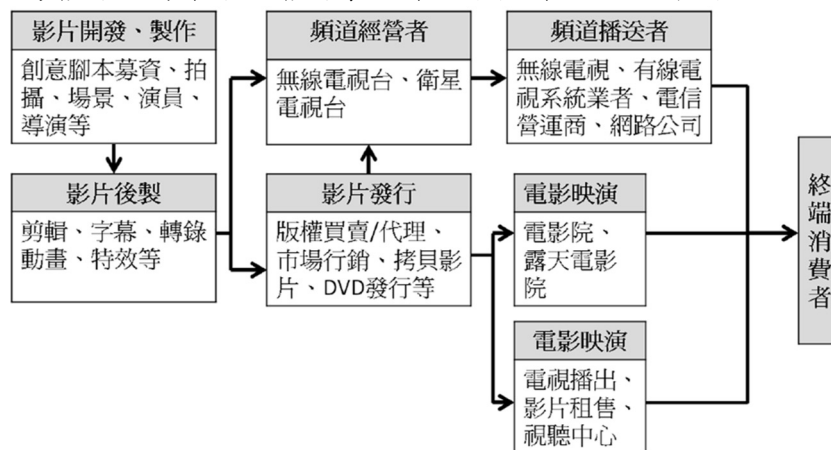 影片開發、製作
創意腳本募資、拍
攝、場景、演員、
導演等
頻道經營者
無線電視台、衛星
電視台
頻道播送者
無線電視、有線電
視系統業者、電信
營運商、網路公司
影片後製
剪輯、字幕、轉錄
動畫、特效等
影片發行
版權買賣/代理、
市場行銷、拷貝影
片、DVD發行等
電影映演
電影院、
露天電影
院
電影映演
電視播出、
影片租售、
視聽中心
終
端
消
費
者